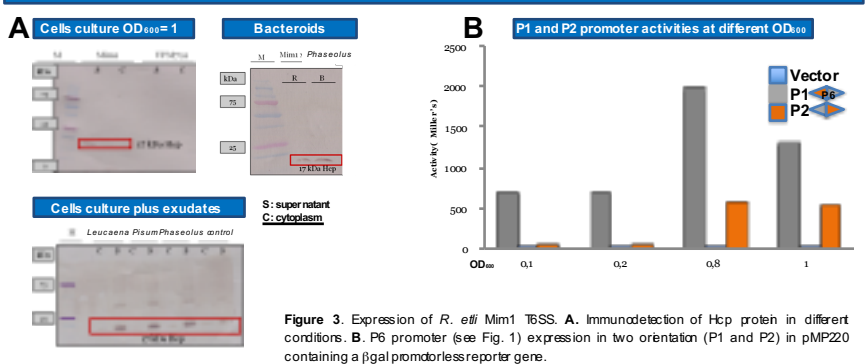 A
Cells culture OD600= 1
Bacteroids
M Mim1 Phaseolus
kDa
R B
75
25
17 kDa Hcp
S: supernatant
C: cytoplasm
Cells culture plus exudates
Leucaena Pisum Phaseolus control
B
P1 and P2 promoter activities at different OD600
Activity( Miller's)
2500
2000
1500
1000
500
0
Vector
P1 P6
P2
OD600 0,1 0,2 0,8 1
Figure 3. Expression of R. etli Mim1 T6SS. A. Immunodetection of Hcp protein in different
conditions. B. P6 promoter (see Fig. 1) expression in two orientation (P1 and P2) in pMP220
containing a βgal promotorless reporter gene.